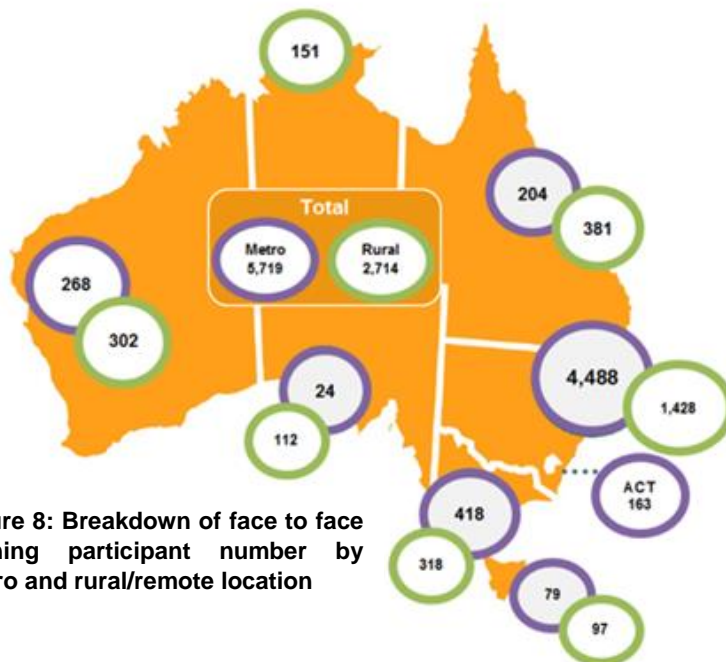 151
204
381
Total
Metro
5,719
Rural
2,714
268
302
24
112
4,488
1,428
ACT
163
418
318
79
97
ure 8: Breakdown of face to face
ning participant number by
ro and rural/remote location